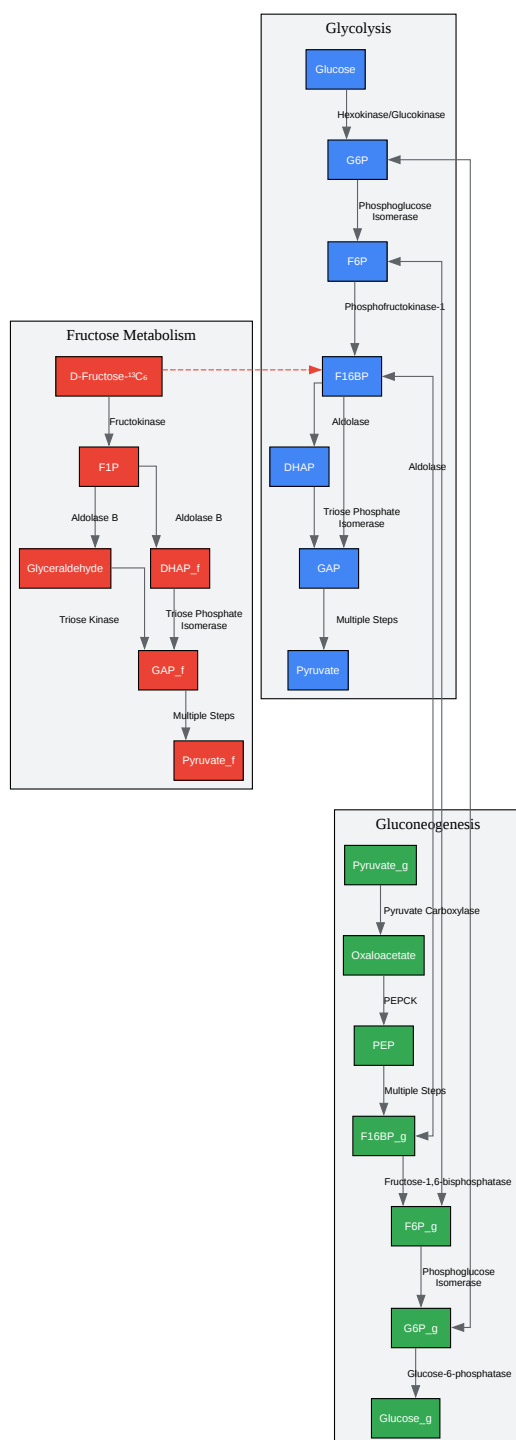 Glycolysis
Glucose
Hexokinase/Glucokinase
G6P
Phosphoglucose
Isomerase
F6P
Phosphofructokinase-1
F16BP
Aldolase
Aldolase
DHAP
Triose Phosphate
Isomerase
GAP
Multiple Steps
Pyruvate
Fructose Metabolism
D-Fructose-¹³C₆
Fructokinase
F1P
Aldolase B
Aldolase B
Glyceraldehyde
DHAP_f
Triose Kinase
Triose Phosphate
Isomerase
GAP_f
Multiple Steps
Pyruvate_f
Gluconeogenesis
Pyruvate_g
Pyruvate Carboxylase
Oxaloacetate
PEPCK
PEP
Multiple Steps
F16BP_g
Fructose-1,6-bisphosphatase
F6P_g
Phosphoglucose
Isomerase
G6P_g
Glucose-6-phosphatase
Glucose_g